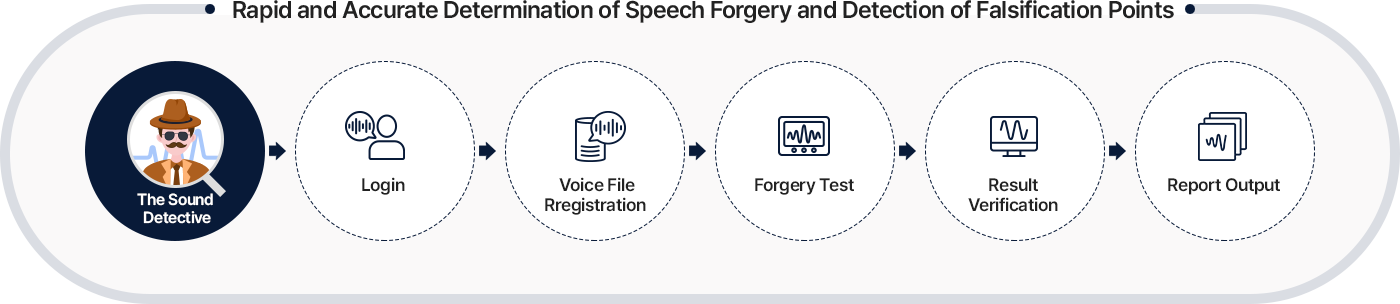 Rapid and Accurate Determination of Speech Forgery and Detection of Falsification Points
The Sound
Detective
Login
Voice File
Rregistration
Forgery Test
Result
Verification
Report Output